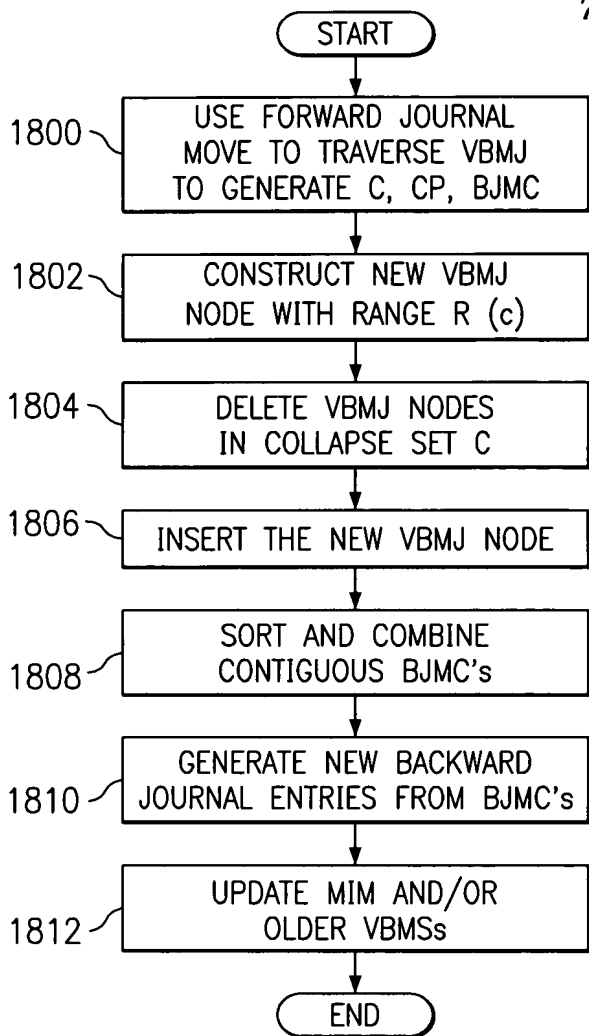 START
1800
USE FORWARD JOURNAL
MOVE TO TRAVERSE VBMJ
TO GENERATE C, CP, BJMC
1802
CONSTRUCT NEW VBMJ
NODE WITH RANGE R (c)
1804
DELETE VBMJ NODES
IN COLLAPSE SET C
1806
INSERT THE NEW VBMJ NODE
1808
SORT AND COMBINE
CONTIGUOUS BJMC's
1810
GENERATE NEW BACKWARD
JOURNAL ENTRIES FROM BJMC's
1812
UPDATE MIM AND/OR
OLDER VBMSs
END